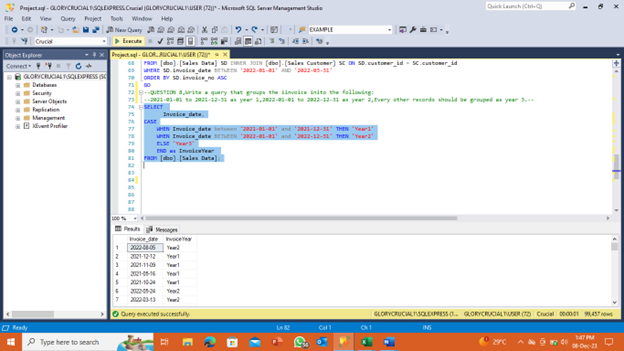 Project.sql - GLORYCRUCIAL1\SQLEXPRESS.Crucial (GLORYCRUCIAL1\USER (72))* - Microsoft SQL Server Management Studio
Quick Launch (Ctrl+Q)
File Edit View Query Project Tools Window Help
New Query
EXAMPLE
Crucial
Execute
Object Explorer
Project.sql - GLOR...RUCIAL1\USER (72))*
Connect
GLORYCRUCIAL1\SQLEXPRESS (S
Databases
Security
Server Objects
Replication
Management
XEvent Profiler
68 FROM [dbo].[Sales Data] SD INNER JOIN [dbo].[Sales Customer] SC ON SD.customer_id = SC.customer_id
69 WHERE SD.invoice_date BETWEEN '2022-01-01' AND '2022-05-31'
70 ORDER BY SD.invoice_no ASC
71 GO
72 --QUESTION 8,Write a query that groups the iinvoice inito the following:
73 --2021-01-01 to 2021-12-31 as year 1,2022-01-01 to 2022-12-31 as year 2,Every other records should be grouped as year 3.--
74 SELECT
75 Invoice_date,
76 CASE
77 WHEN Invoice_date between '2021-01-01' and '2021-12-31' THEN 'Year1'
78 WHEN Invoice_date BETWEEN '2022-01-01' and '2022-12-31' THEN 'Year2'
79 ELSE 'Year3'
80 END as InvoiceYear
81 FROM [dbo].[Sales Data];
82
83
84
85
86
87
88
100 %
Results Messages
Invoice_date InvoiceYear
1 2022-08-05 Year2
2 2021-12-12 Year1
3 2021-11-09 Year1
4 2021-05-16 Year1
5 2021-10-24 Year1
6 2022-05-24 Year2
7 2022-03-13 Year2
Query executed successfully.
GLORYCRUCIAL1\SQLEXPRESS (1... GLORYCRUCIAL1\USER (72) Crucial 00:00:01 99,457 rows
Ready
Ln 82 Col 1 Ch 1 INS
Type here to search
29°C
1:47 PM
08-Dec-23